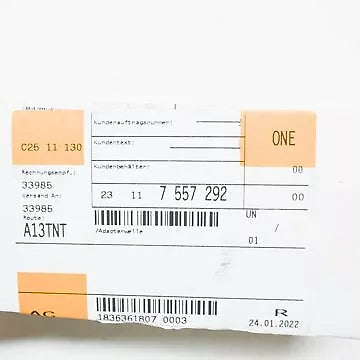 Kundenauftragsnummer:
ONE
C26 11 130
Kundentext:
Kundenbehälter:
00
Rechnungsempf.:
33985
Versand An:
23 11 7 557 292
00
33985
Route:
UN
A13TNT
/Adapterwelle
/
01
AC
1836361807 0003
R
24.01.2022